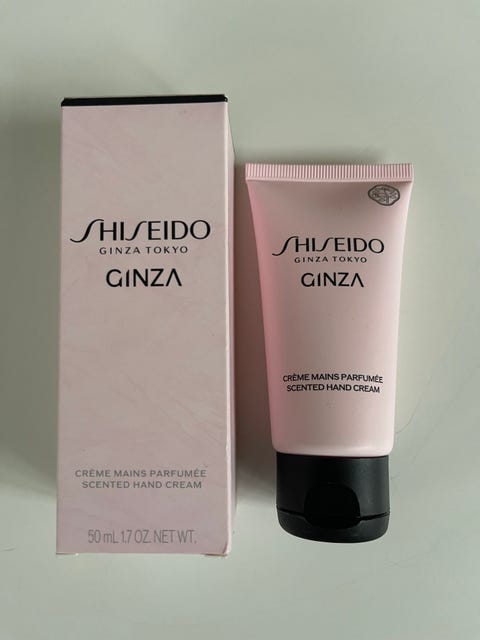 SHISEIDO
GINZA TOKYO
GINZA
CRÈME MAINS PARFUMÉE
SCENTED HAND CREAM
50 mL 1.7 OZ. NET WT.
SHISEIDO
GINZA TOKYO
GINZA
CRÈME MAINS PARFUMÉE
SCENTED HAND CREAM